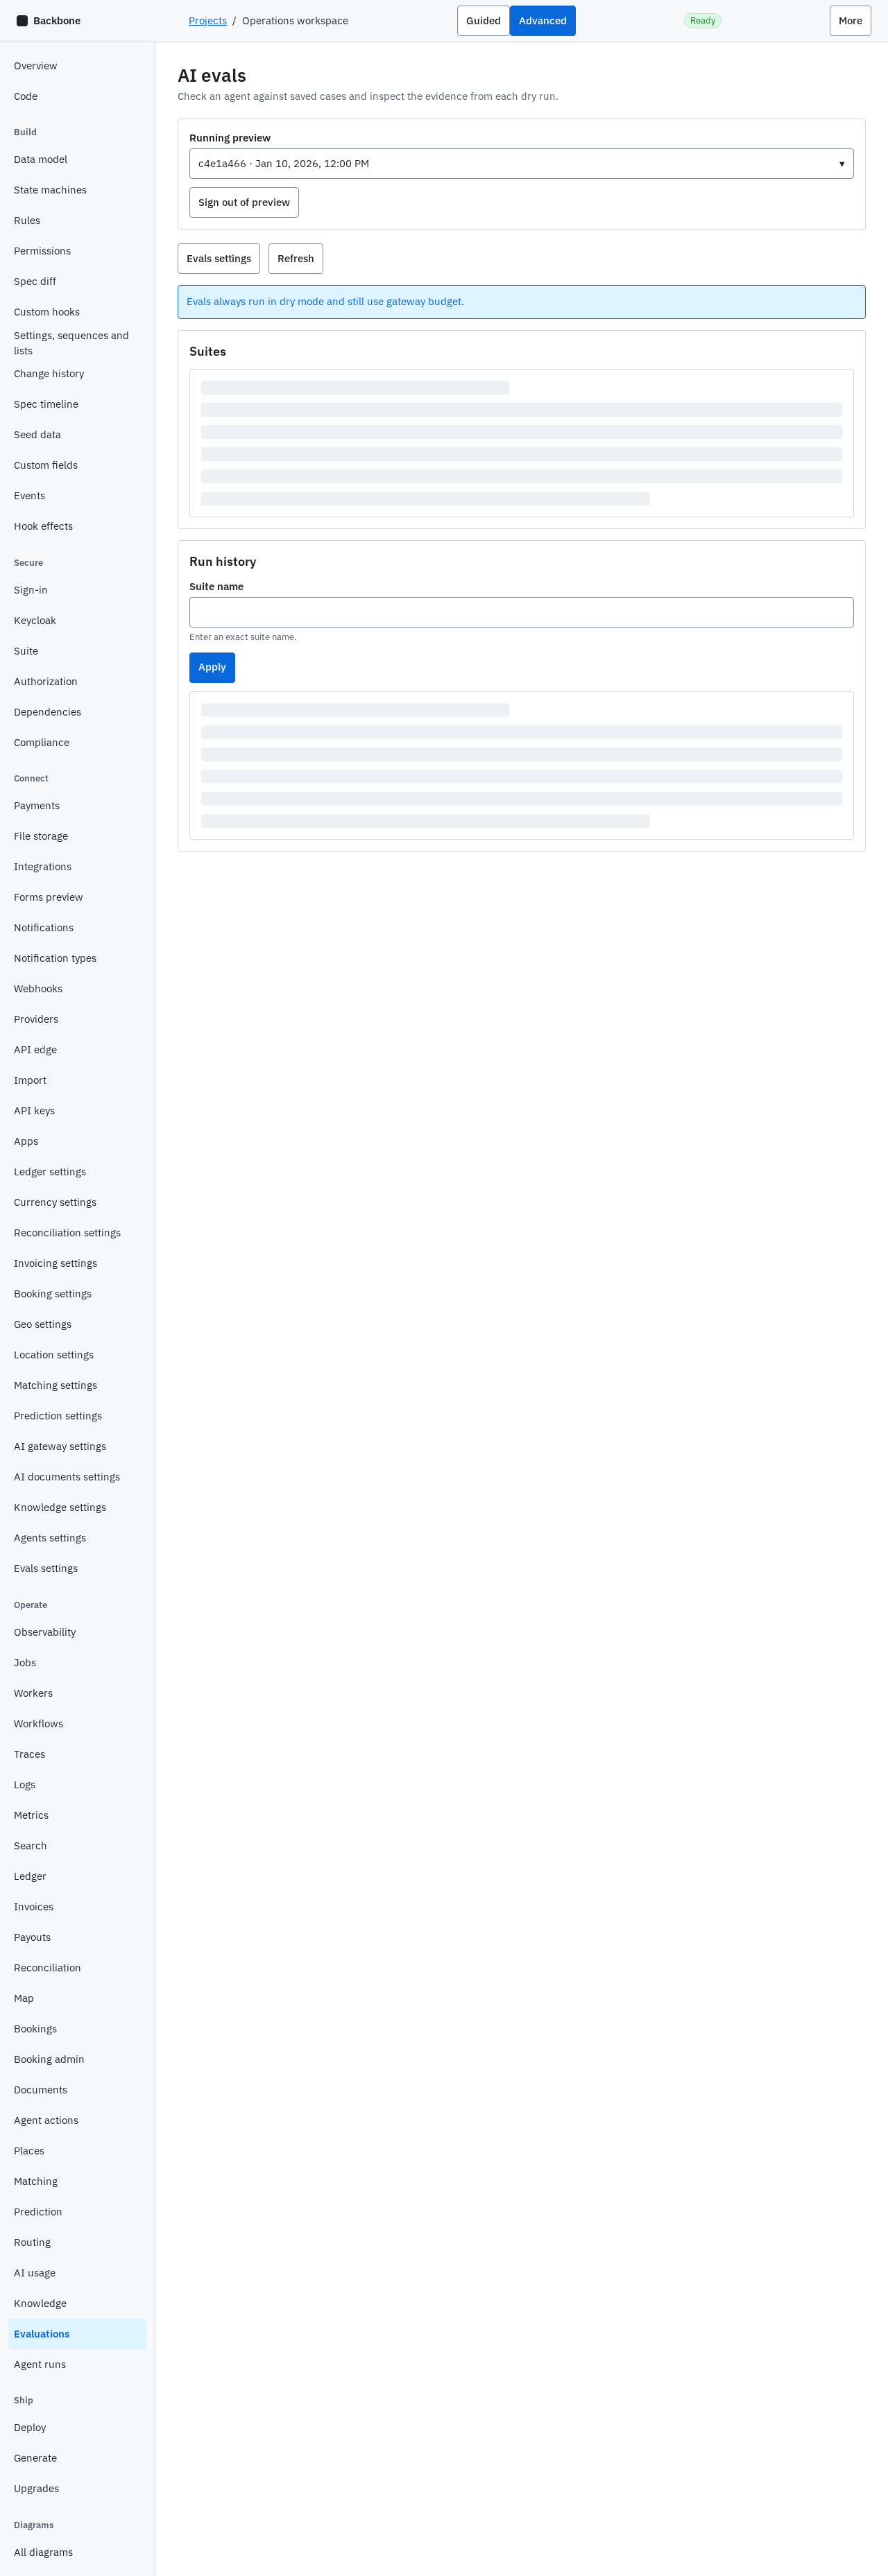 Backbone
Projects / Operations workspace
Guided
Advanced
Ready
More
Overview
Code
Build
Data model
State machines
Rules
Permissions
Spec diff
Custom hooks
Settings, sequences and
lists
Change history
Spec timeline
Seed data
Custom fields
Events
Hook effects
Secure
Sign-in
Keycloak
Suite
Authorization
Dependencies
Compliance
Connect
Payments
File storage
Integrations
Forms preview
Notifications
Notification types
Webhooks
Providers
API edge
Import
API keys
Apps
Ledger settings
Currency settings
Reconciliation settings
Invoicing settings
Booking settings
Geo settings
Location settings
Matching settings
Prediction settings
AI gateway settings
AI documents settings
Knowledge settings
Agents settings
Evals settings
Operate
Observability
Jobs
Workers
Workflows
Traces
Logs
Metrics
Search
Ledger
Invoices
Payouts
Reconciliation
Map
Bookings
Booking admin
Documents
Agent actions
Places
Matching
Prediction
Routing
AI usage
Knowledge
Evaluations
Agent runs
Ship
Deploy
Generate
Upgrades
Diagrams
All diagrams
AI evals
Check an agent against saved cases and inspect the evidence from each dry run.
Running preview
c4e1a466 · Jan 10, 2026, 12:00 PM
Sign out of preview
Evals settings
Refresh
Evals always run in dry mode and still use gateway budget.
Suites
Run history
Suite name
Enter an exact suite name.
Apply